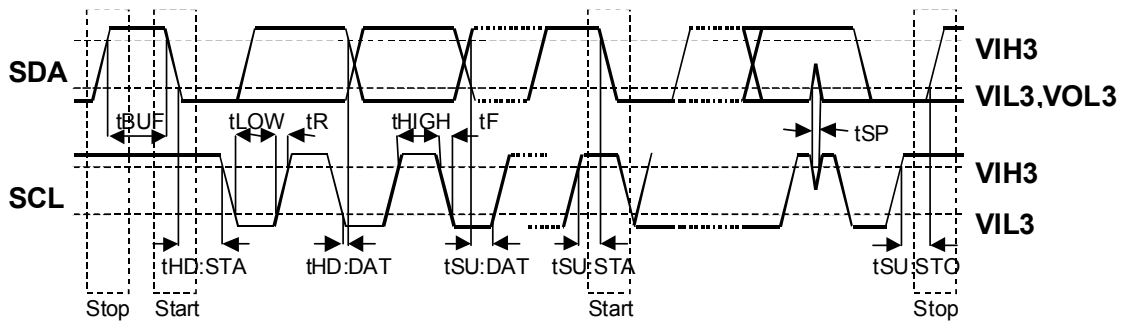 SDA
VIH3
VIL3,VOL3
tBUF
tLOW
tR
tHIGH
tF
tSP
SCL
VIH3
VIL3
tHD:STA
tHD:DAT
tSU:DAT
tSU:STA
tSU:STO
Stop
Start
Start
Stop